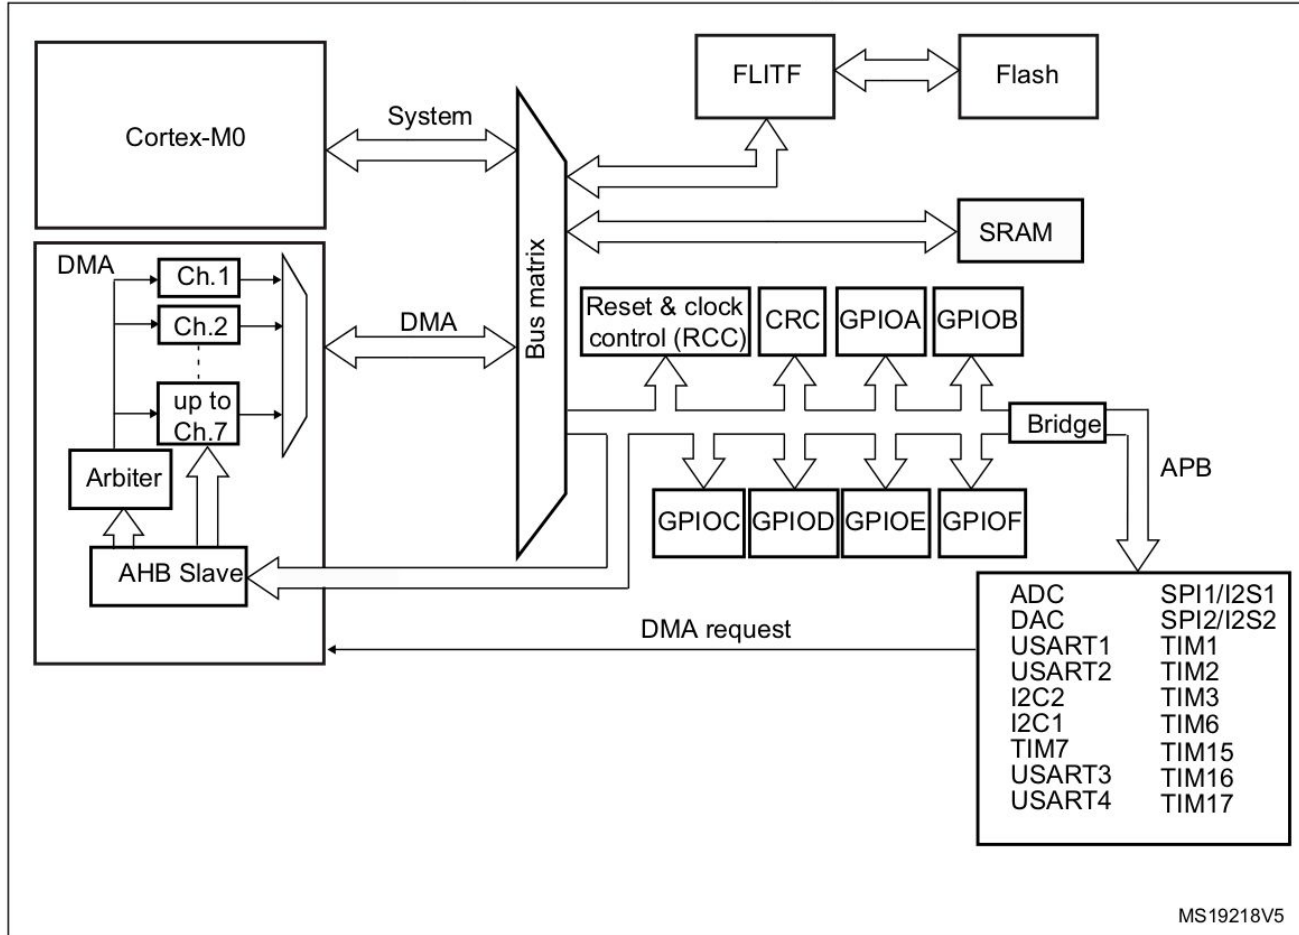 Cortex-M0
System
FLITF
Flash
SRAM
Bus matrix
DMA
Ch.1
Ch.2
up to
Ch.7
Arbiter
AHB Slave
DMA
Reset & clock
control (RCC)
CRC
GPIOA
GPIOB
Bridge
APB
GPIOC
GPIOD
GPIOE
GPIOF
DMA request
ADC
DAC
USART1
USART2
I2C2
I2C1
TIM7
USART3
USART4
SPI1/I2S1
SPI2/I2S2
TIM1
TIM2
TIM3
TIM6
TIM15
TIM16
TIM17
MS19218V5